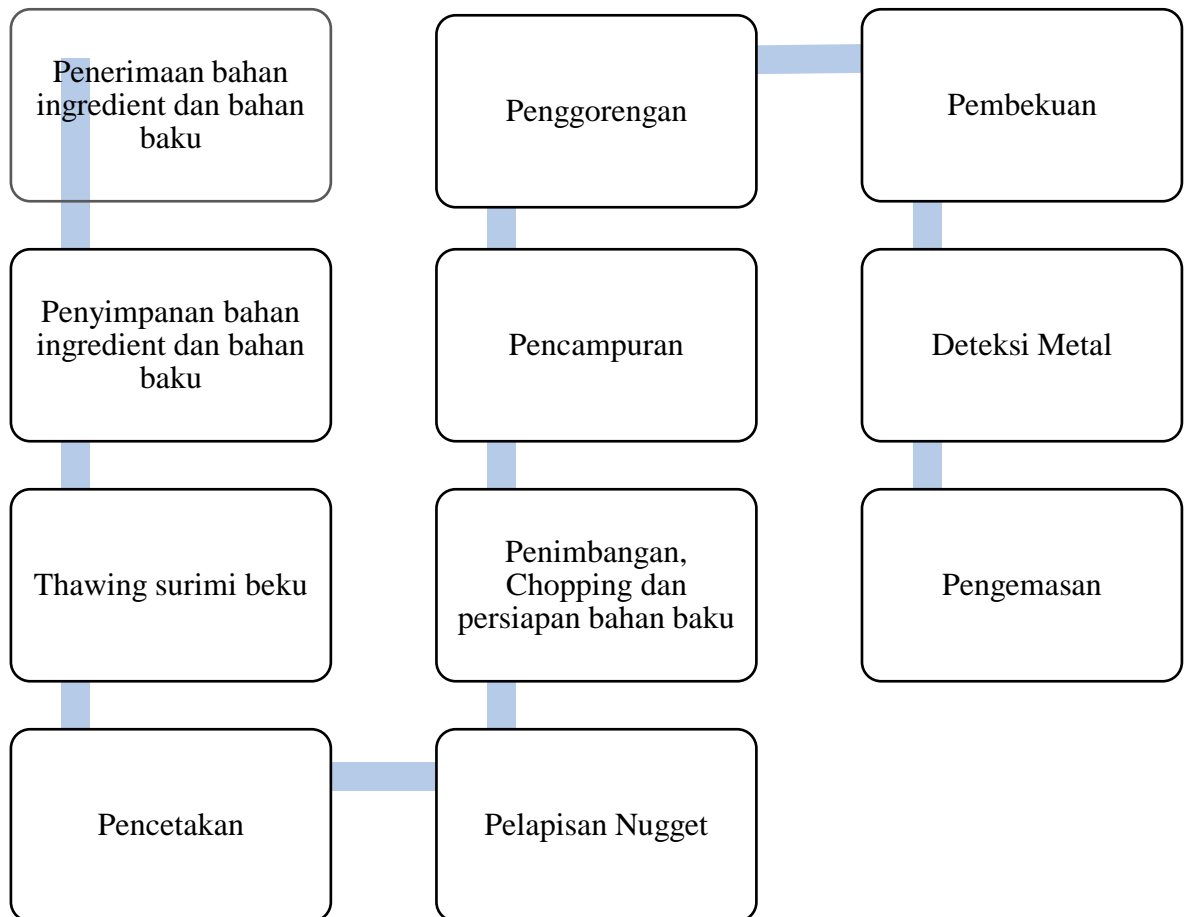 Penerimaan bahan
ingredient dan bahan
baku
Penyimpanan bahan
ingredient dan bahan
baku
Thawing surimi beku
Pencetakan
Pelapisan Nugget
Penimbangan,
Chopping dan
persiapan bahan baku
Pencampuran
Penggorengan
Pembekuan
Deteksi Metal
Pengemasan